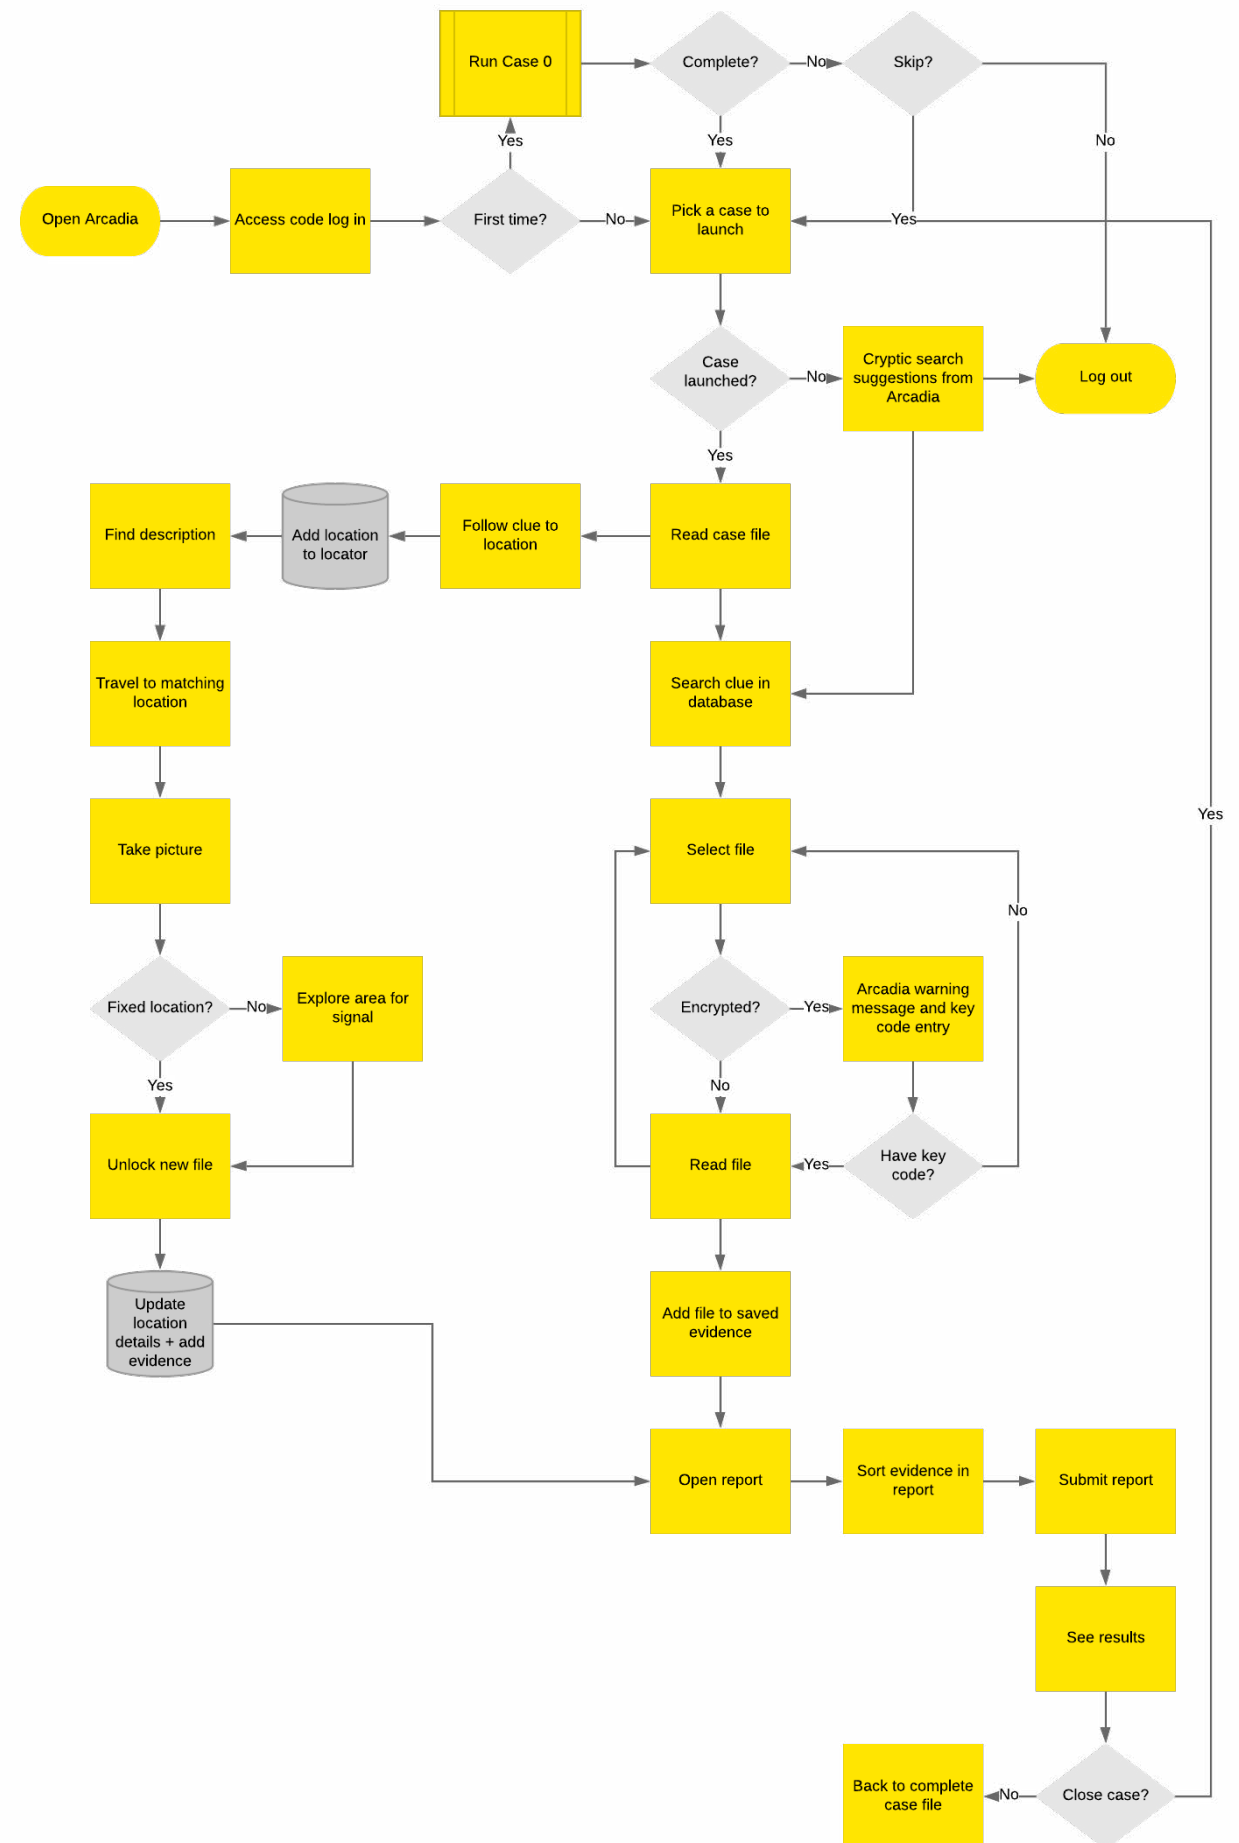 Run Case 0
Complete?
No
Skip?
Yes
Yes
No
Open Arcadia
Access code log in
First time?
No
Pick a case to
launch
Yes
Case
launched?
No
Cryptic search
suggestions from
Arcadia
Log out
Yes
Find description
Add location
to locator
Follow clue to
location
Read case file
Travel to matching
location
Search clue in
database
Yes
Take picture
Select file
No
Fixed location?
No
Explore area for
signal
Encrypted?
Yes
Arcadia warning
message and key
code entry
Yes
No
Unlock new file
Read file
Yes
Have key
code?
Update
location
details + add
evidence
Add file to saved
evidence
Open report
Sort evidence in
report
Submit report
See results
Back to complete
case file
No
Close case?